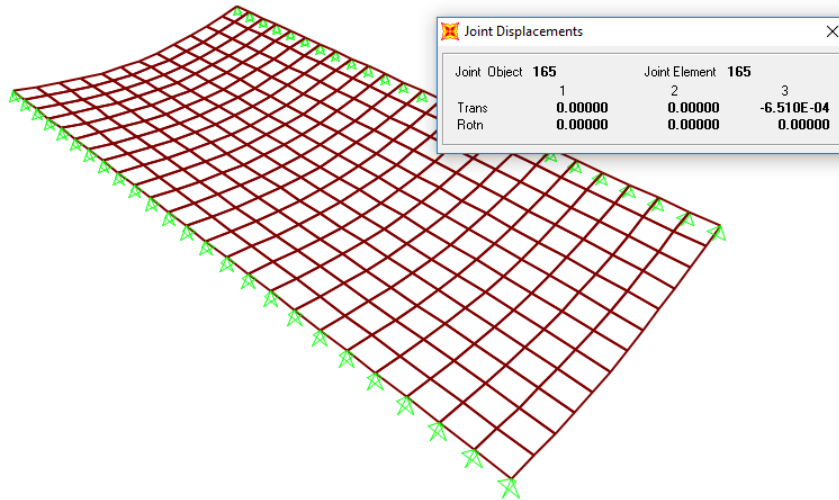 Joint Displacements
Joint Object 165 Joint Element 165
1 2 3
Trans 0.00000 0.00000 -6.510E-04
Rotn 0.00000 0.00000 0.00000